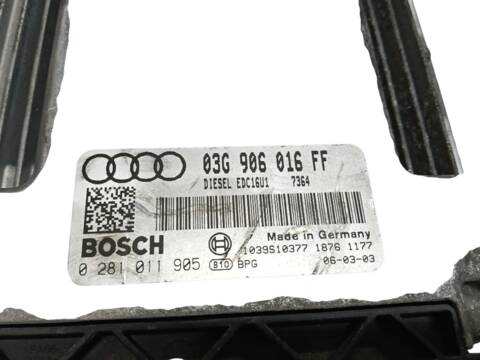 03G 906 016 FF
DIESEL EDC16U1 7364
BOSCH
Made in Germany
1039S10377 1876 1177
0 281 011 905 810 BPG 06-03-03